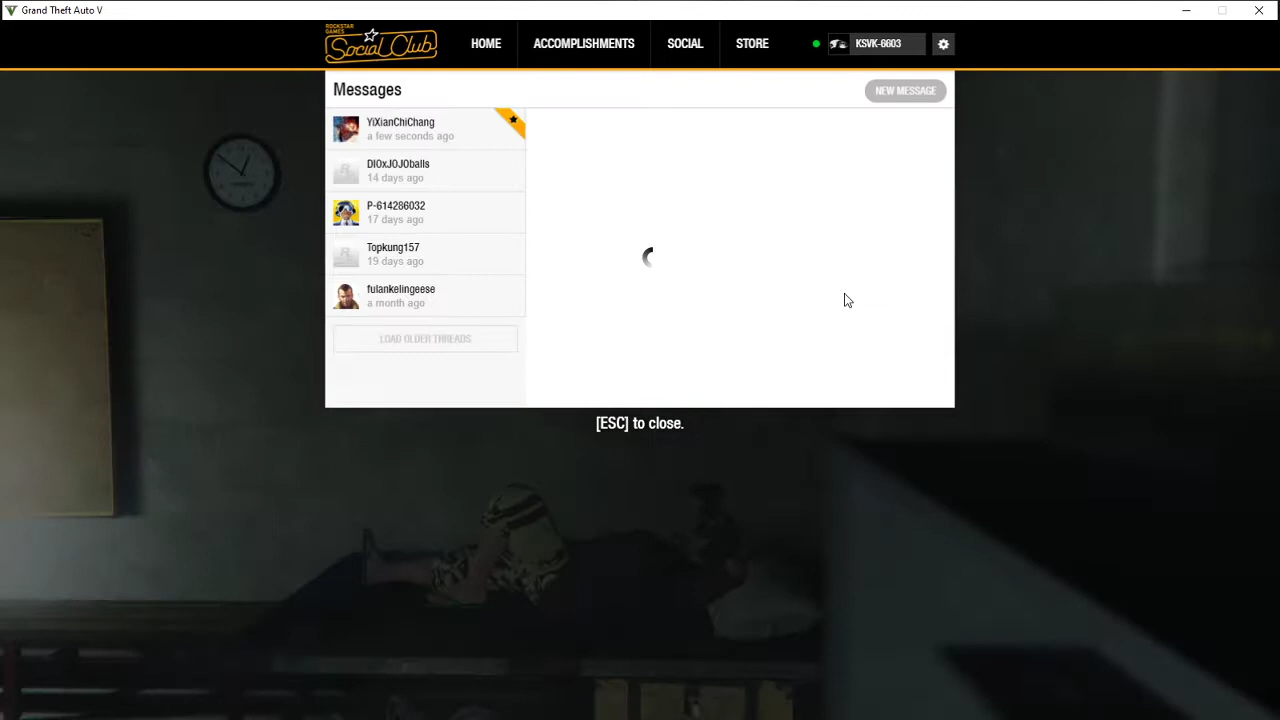 Grand Theft Auto V
ROCKSTAR GAMES
Social Club
HOME
ACCOMPLISHMENTS
SOCIAL
STORE
KSVK-6603
Messages
NEW MESSAGE
YiXianChiChang
a few seconds ago
DIOxJOJOballs
14 days ago
P-614286032
17 days ago
Topkung157
19 days ago
fulankelingeese
a month ago
LOAD OLDER THREADS
[ESC] to close.